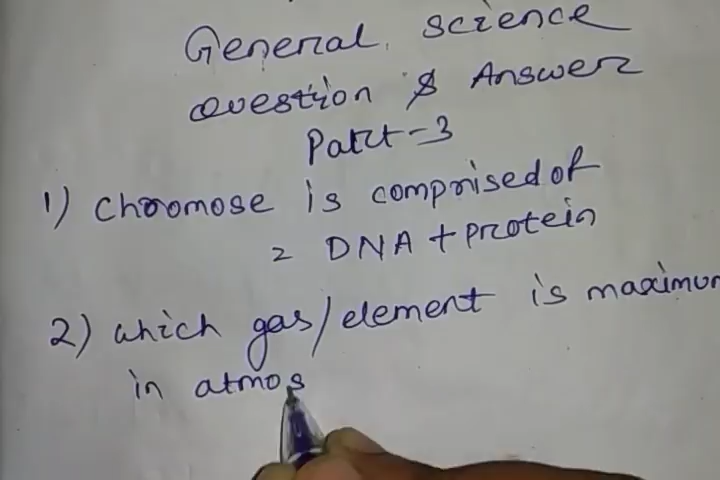 General science
Question & Answer
Part-3
1) Chromose is comprised of
= DNA + protein
2) which gas/element is maximum
in atmos